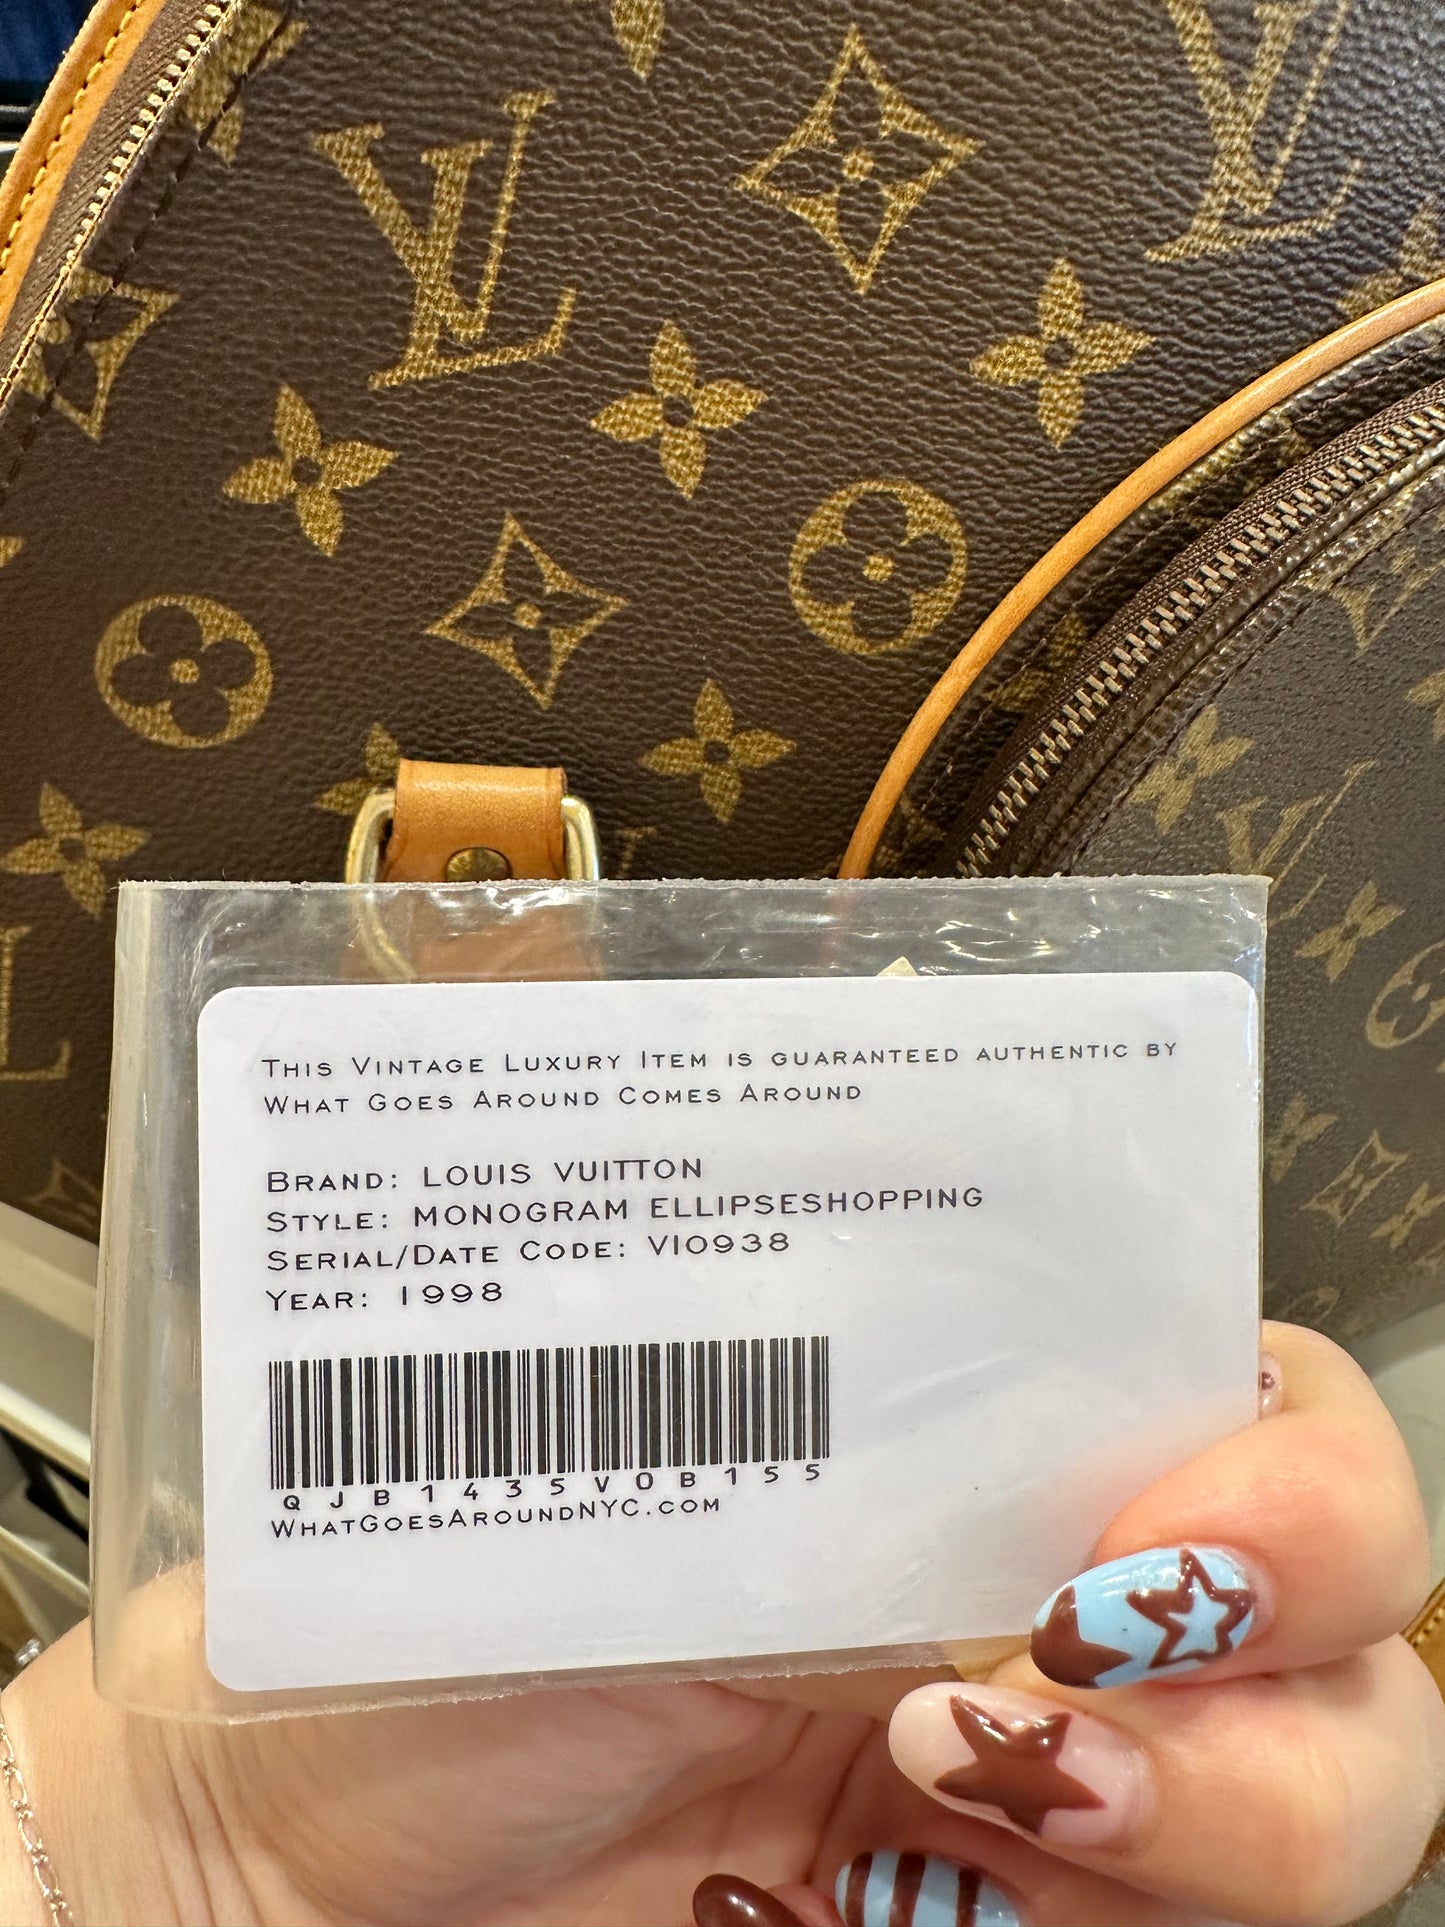 THIS VINTAGE LUXURY ITEM IS GUARANTEED AUTHENTIC BY
WHAT GOES AROUND COMES AROUND
BRAND: LOUIS VUITTON
STYLE: MONOGRAM ELLIPSESHOPPING
SERIAL/DATE CODE: VI0938
YEAR: 1998
QJB1435V0B155
WHATGOESAROUNDNYC.COM